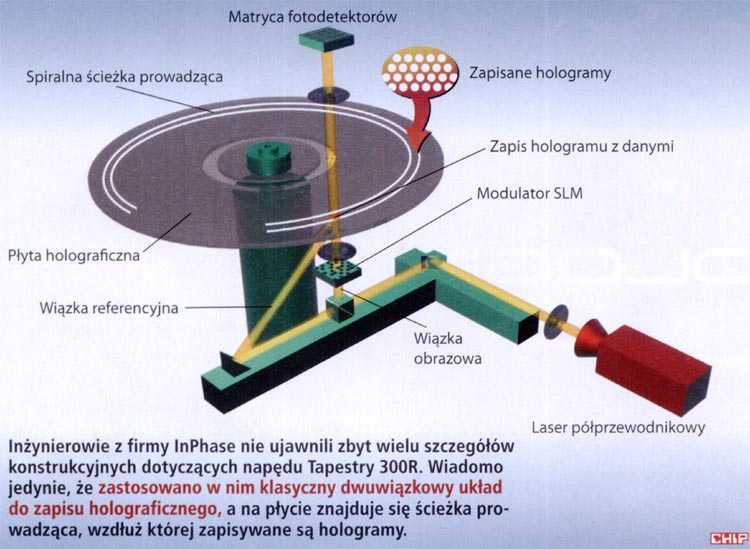 Matryca fotodetektorów
Spiralna ścieżka prowadząca
Zapisane hologramy
Zapis hologramu z danymi
Modulator SLM
Płyta holograficzna
Wiązka referencyjna
Wiązka
obrazowa
Laser półprzewodnikowy
Inżynierowie z firmy InPhase nie ujawnili zbyt wielu szczegółów
konstrukcyjnych dotyczących napędu Tapestry 300R. Wiadomo
jedynie, że zastosowano w nim klasyczny dwuwiązkowy układ
do zapisu holograficznego, a na płycie znajduje się ścieżka pro-
wadząca, wzdłuż której zapisywane są hologramy.
CHIP